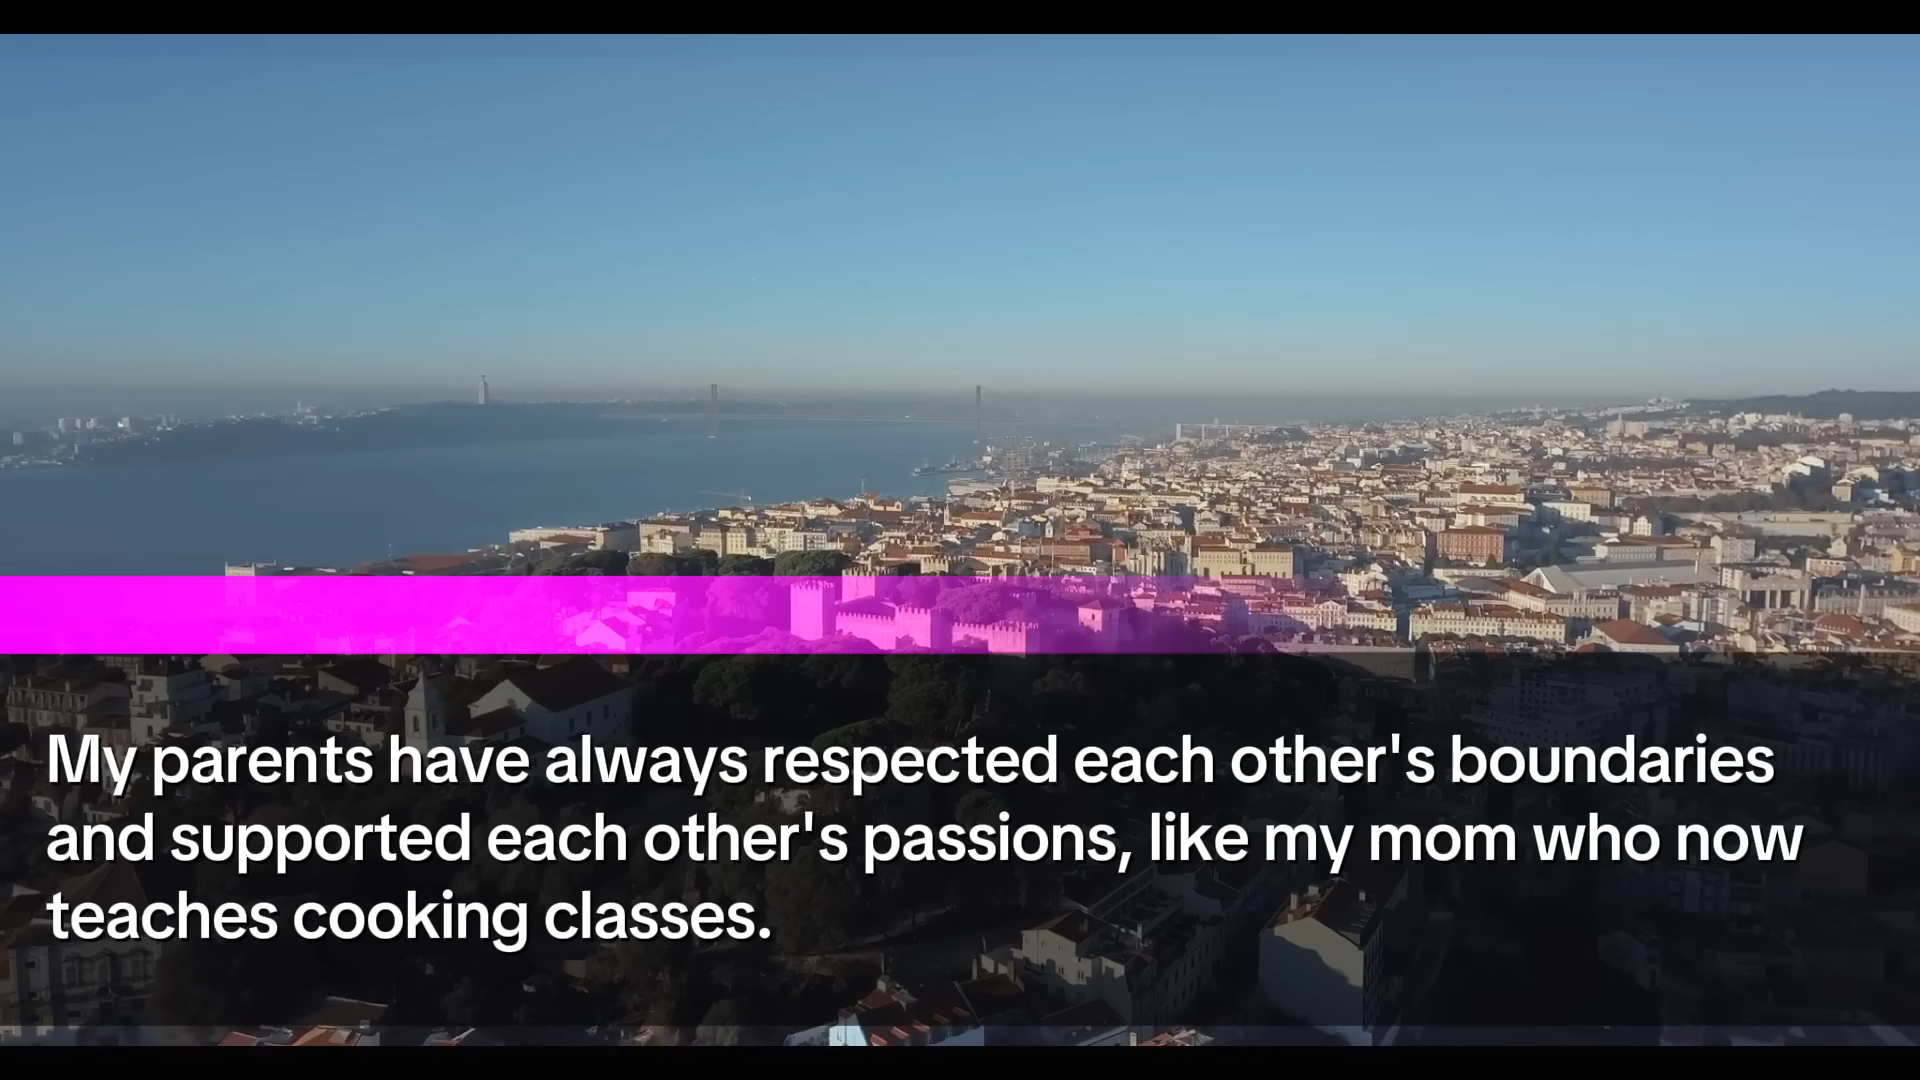 My parents have always respected each other's boundaries
and supported each other's passions, like my mom who now
teaches cooking classes.